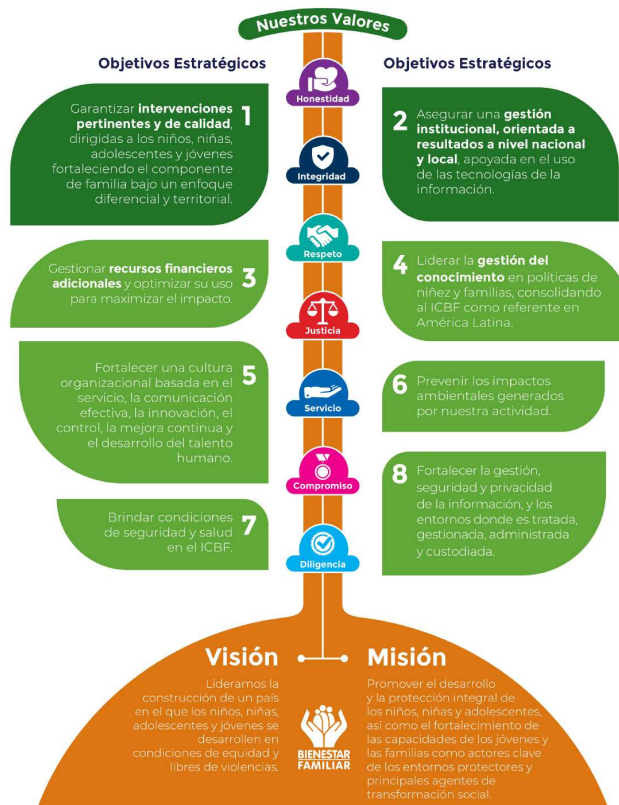 Nuestros Valores
Objetivos Estratégicos
Objetivos Estratégicos
Honestidad
1
Garantizar intervenciones
pertinentes y de calidad,
dirigidas a los niños, niñas,
adolescentes y jóvenes
fortaleciendo el componente
de familia bajo un enfoque
diferencial y territorial.
2
Asegurar una gestión
institucional, orientada a
resultados a nivel nacional
y local, apoyada en el uso
de las tecnologías de la
información.
Integridad
Respeto
3
Gestionar recursos financieros
adicionales y optimizar su uso
para maximizar el impacto.
4
Liderar la gestión del
conocimiento en políticas de
niñez y familias, consolidando
al ICBF como referente en
América Latina.
Justicia
5
Fortalecer una cultura
organizacional basada en el
servicio, la comunicación
efectiva, la innovación, el
control, la mejora continua y
el desarrollo del talento
humano.
6
Prevenir los impactos
ambientales generados
por nuestra actividad.
Servicio
Compromiso
7
Brindar condiciones
de seguridad y salud
en el ICBF.
8
Fortalecer la gestión,
seguridad y privacidad
de la información, y los
entornos donde es tratada,
gestionada, administrada
y custodiada.
Diligencia
Visión
Lideramos la
construcción de un país
en el que los niños, niñas,
adolescentes y jóvenes se
desarrollen en
condiciones de equidad y
libres de violencias.
BIENESTAR
FAMILIAR
Misión
Promover el desarrollo
y la protección integral de
los niños, niñas y adolescentes,
así como el fortalecimiento de
las capacidades de los jóvenes y
las familias como actores clave
de los entornos protectores y
principales agentes de
transformación social.